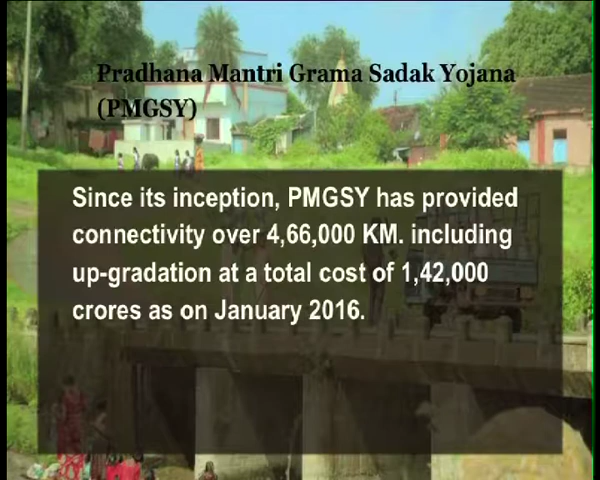 Pradhana Mantri Grama Sadak Yojana
(PMGSY)
Since its inception, PMGSY has provided
connectivity over 4,66,000 KM. including
up-gradation at a total cost of 1,42,000
crores as on January 2016.